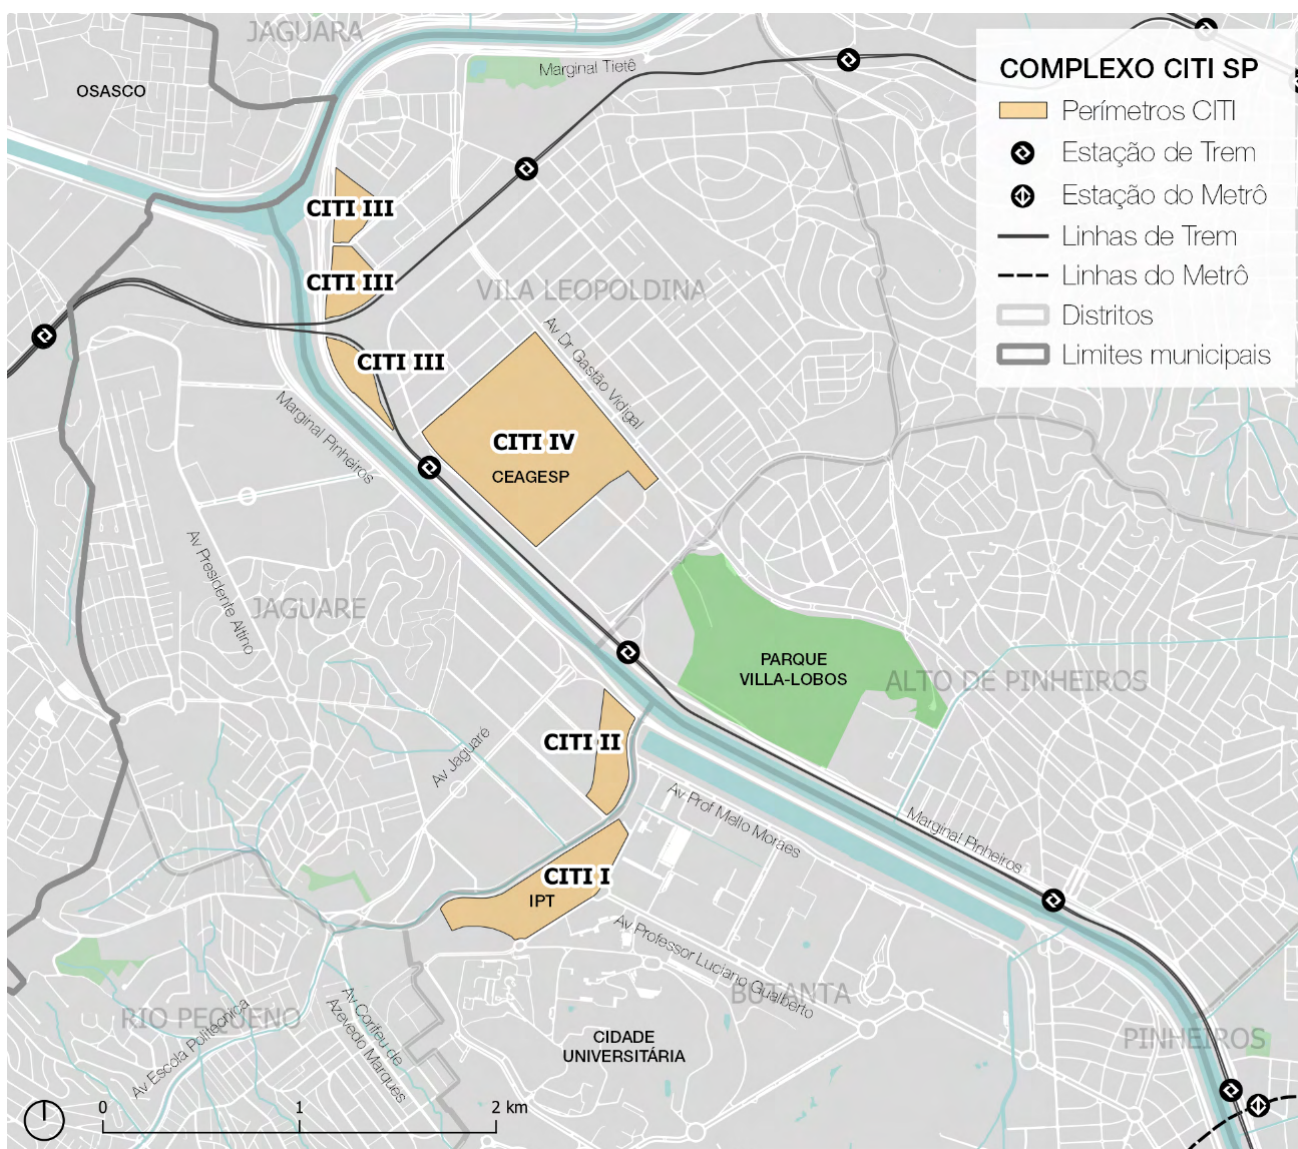 JAGUARA
OSASCO
Marginal Tietê
COMPLEXO CITI SP
Perímetros CITI
Estação de Trem
Estação do Metrô
Linhas de Trem
Linhas do Metrô
Distritos
Limites municipais
CITI III
CITI III
VILA LEOPOLDINA
CITI III
Av Dr Gastão Vidigal
Marginal Pinheiros
CITI IV
CEAGESP
Av Presidente Altino
JAGUARE
PARQUE
VILLA-LOBOS
ALTO DE PINHEIROS
CITI II
Av Jaguaré
Av Prof Mello Moraes
Marginal Pinheiros
CITI I
IPT
Av Professor Luciano Gualberto
BUTANTA
RIO PEQUENO
Av Escola Politécnica
Av Corifeu de
Azevedo Marques
CIDADE
UNIVERSITÁRIA
PINHEIROS
0 1 2 km